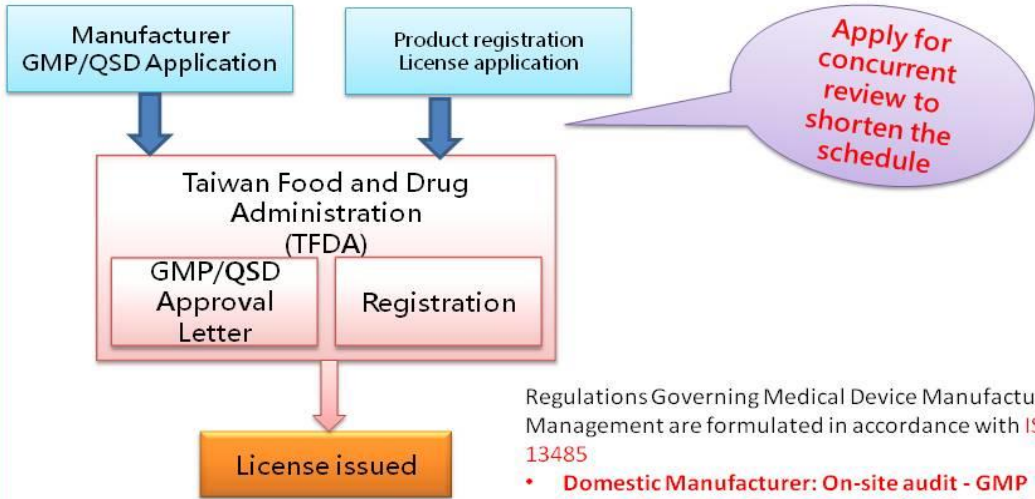 Manufacturer
GMP/QSD Application
Product registration
License application
Apply for
concurrent
review to
shorten the
schedule
Taiwan Food and Drug
Administration
(TFDA)
GMP/QSD
Approval
Letter
Registration
License issued
Regulations Governing Medical Device
Management are formulated in accordance with
13485
• Domestic Manufacturer: On-site audit - GMP